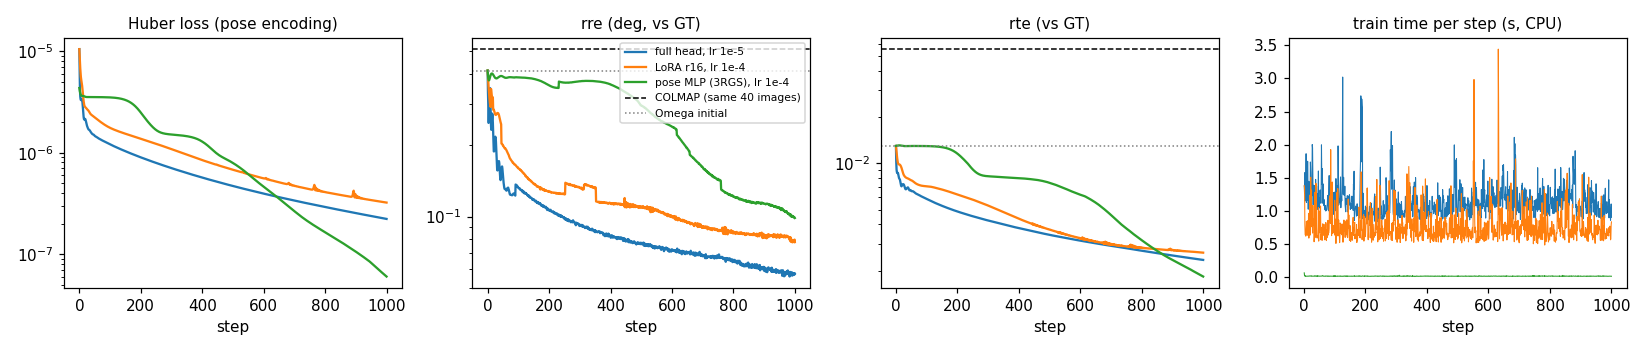 Huber loss (pose encoding)
10⁻⁵
10⁻⁶
10⁻⁷
0 200 400 600 800 1000
step
rre (deg, vs GT)
10⁻¹
full head, lr 1e-5
LoRA r16, lr 1e-4
pose MLP (3RGS), lr 1e-4
COLMAP (same 40 images)
Omega initial
0 200 400 600 800 1000
step
rte (vs GT)
10⁻²
0 200 400 600 800 1000
step
train time per step (s, CPU)
3.5
3.0
2.5
2.0
1.5
1.0
0.5
0.0
0 200 400 600 800 1000
step